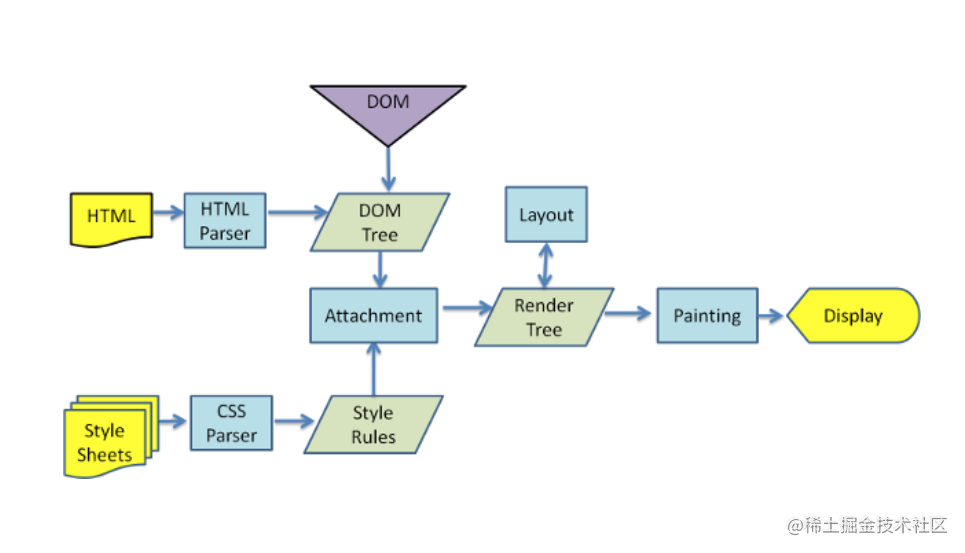 DOM
HTML
HTML
Parser
DOM
Tree
Layout
Attachment
Render
Tree
Painting
Display
Style
Sheets
CSS
Parser
Style
Rules
@稀土掘金技术社区